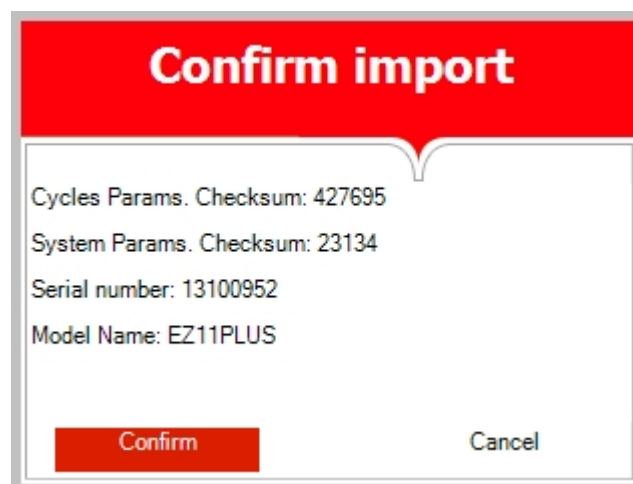 Confirm import
Cycles Params. Checksum: 427695
System Params. Checksum: 23134
Serial number: 13100952
Model Name: EZ11PLUS
Confirm Cancel